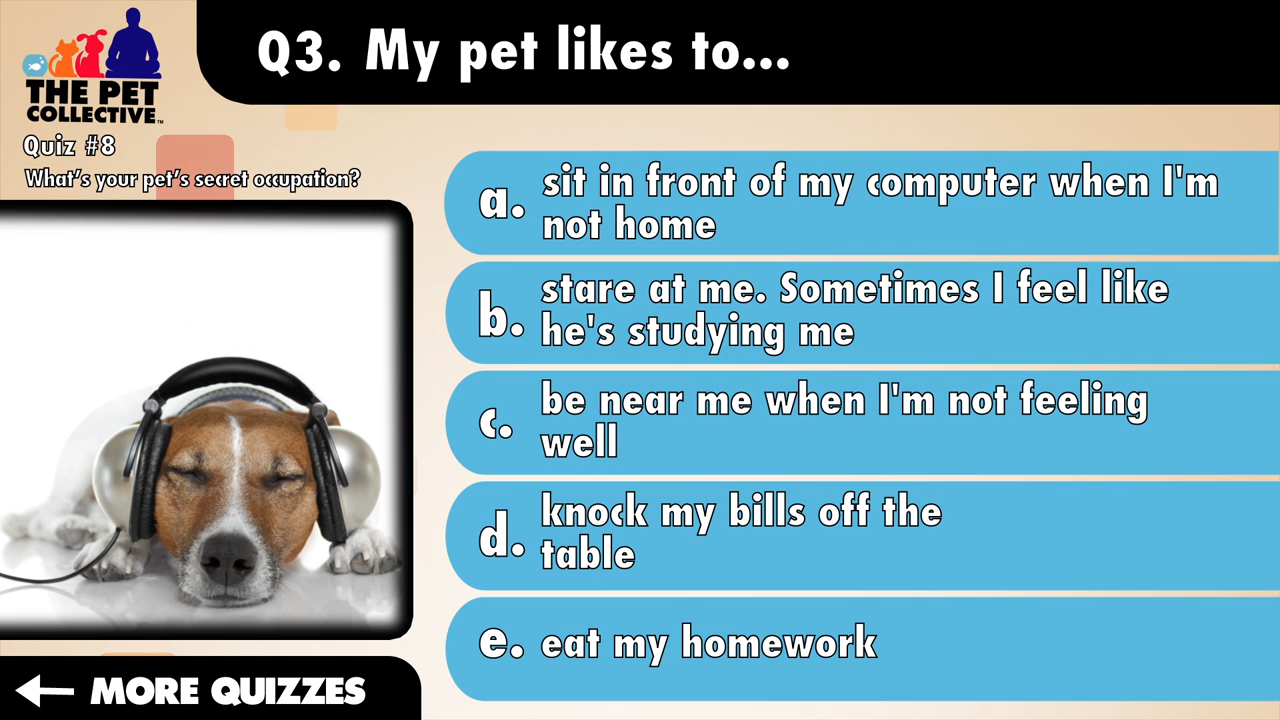 Q3. My pet likes to...
THE PET
COLLECTIVE™
Quiz #8
What's your pet's secret occupation?
a. sit in front of my computer when I'm
not home
b. stare at me. Sometimes I feel like
he's studying me
c. be near me when I'm not feeling
well
d. knock my bills off the
table
e. eat my homework
MORE QUIZZES